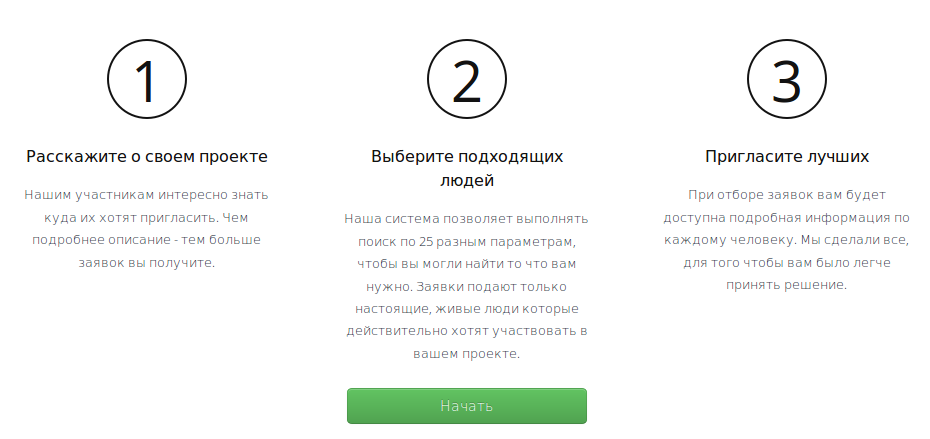 1
Расскажите о своем проекте
Нашим участникам интересно знать
куда их хотят пригласить. Чем
подробнее описание - тем больше
заявок вы получите.
2
Выберите подходящих
людей
Наша система позволяет выполнять
поиск по 25 разным параметрам,
чтобы вы могли найти то что вам
нужно. Заявки подают только
настоящие, живые люди которые
действительно хотят участвовать в
вашем проекте.
3
Пригласите лучших
При отборе заявок вам будет
доступна подробная информация по
каждому человеку. Мы сделали все,
для того чтобы вам было легче
принять решение.
Начать